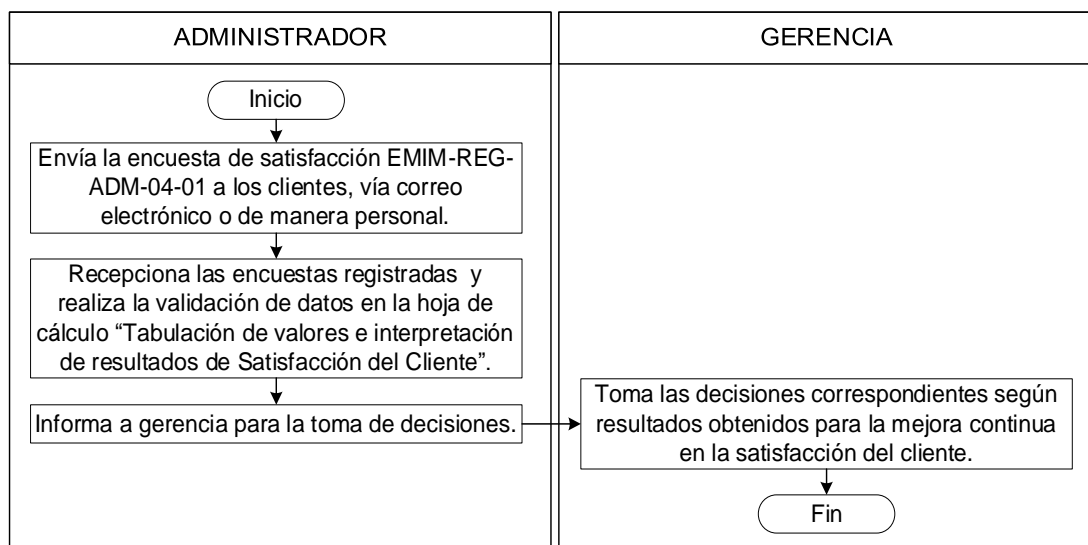 ADMINISTRADOR
GERENCIA
Inicio
Envía la encuesta de satisfacción EMIM-REG-
ADM-04-01 a los clientes, vía correo
electrónico o de manera personal.
Recepciona las encuestas registradas y
realiza la validación de datos en la hoja de
cálculo “Tabulación de valores e interpretación
de resultados de Satisfacción del Cliente”.
Informa a gerencia para la toma de decisiones.
Toma las decisiones correspondientes según
resultados obtenidos para la mejora continua
en la satisfacción del cliente.
Fin